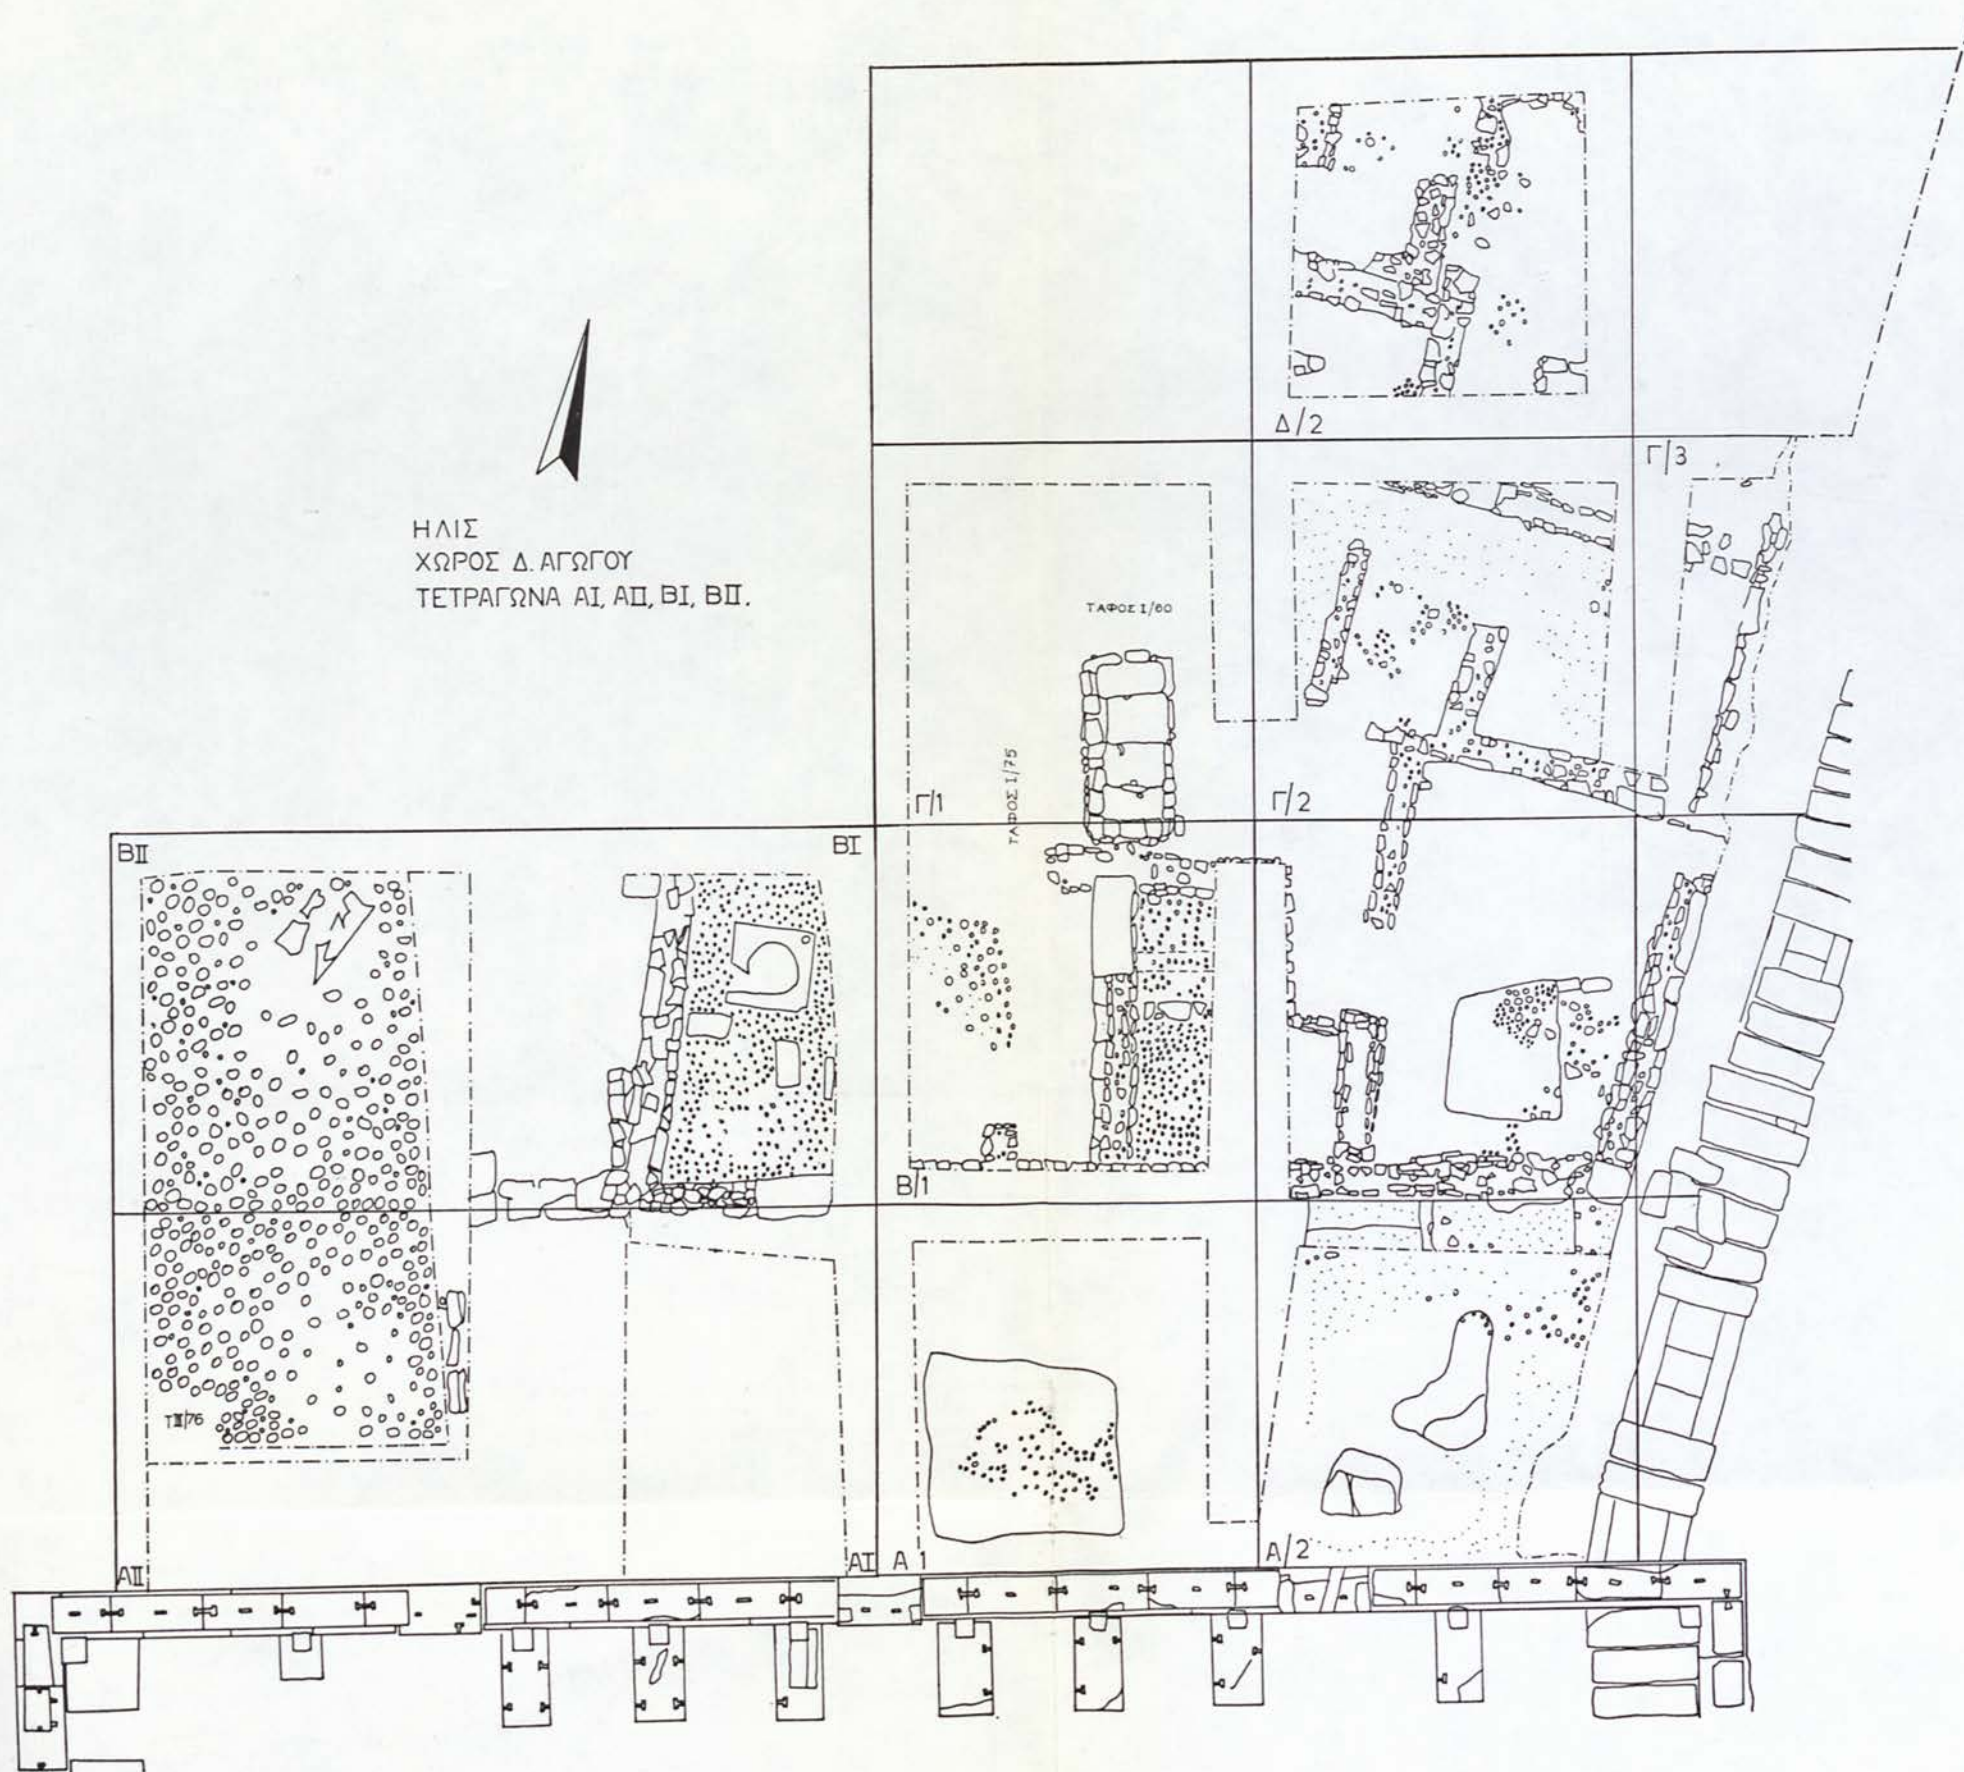 Δ/2
Γ/3
ΗΛΙΣ
ΧΩΡΟΣ Δ. ΑΓΩΓΟΥ
ΤΕΤΡΑΓΩΝΑ ΑΙ, ΑΙΙ, ΒΙ, ΒΙΙ.
ΤΑΦΟΣ Ι/60
ΤΑΦΟΣ Ι/75
Γ/1
Γ/2
ΒΙΙ
ΒΙ
Β/1
ΤΙΙΙ/76
ΑΙΙ
ΑΙ
Α 1
Α/2